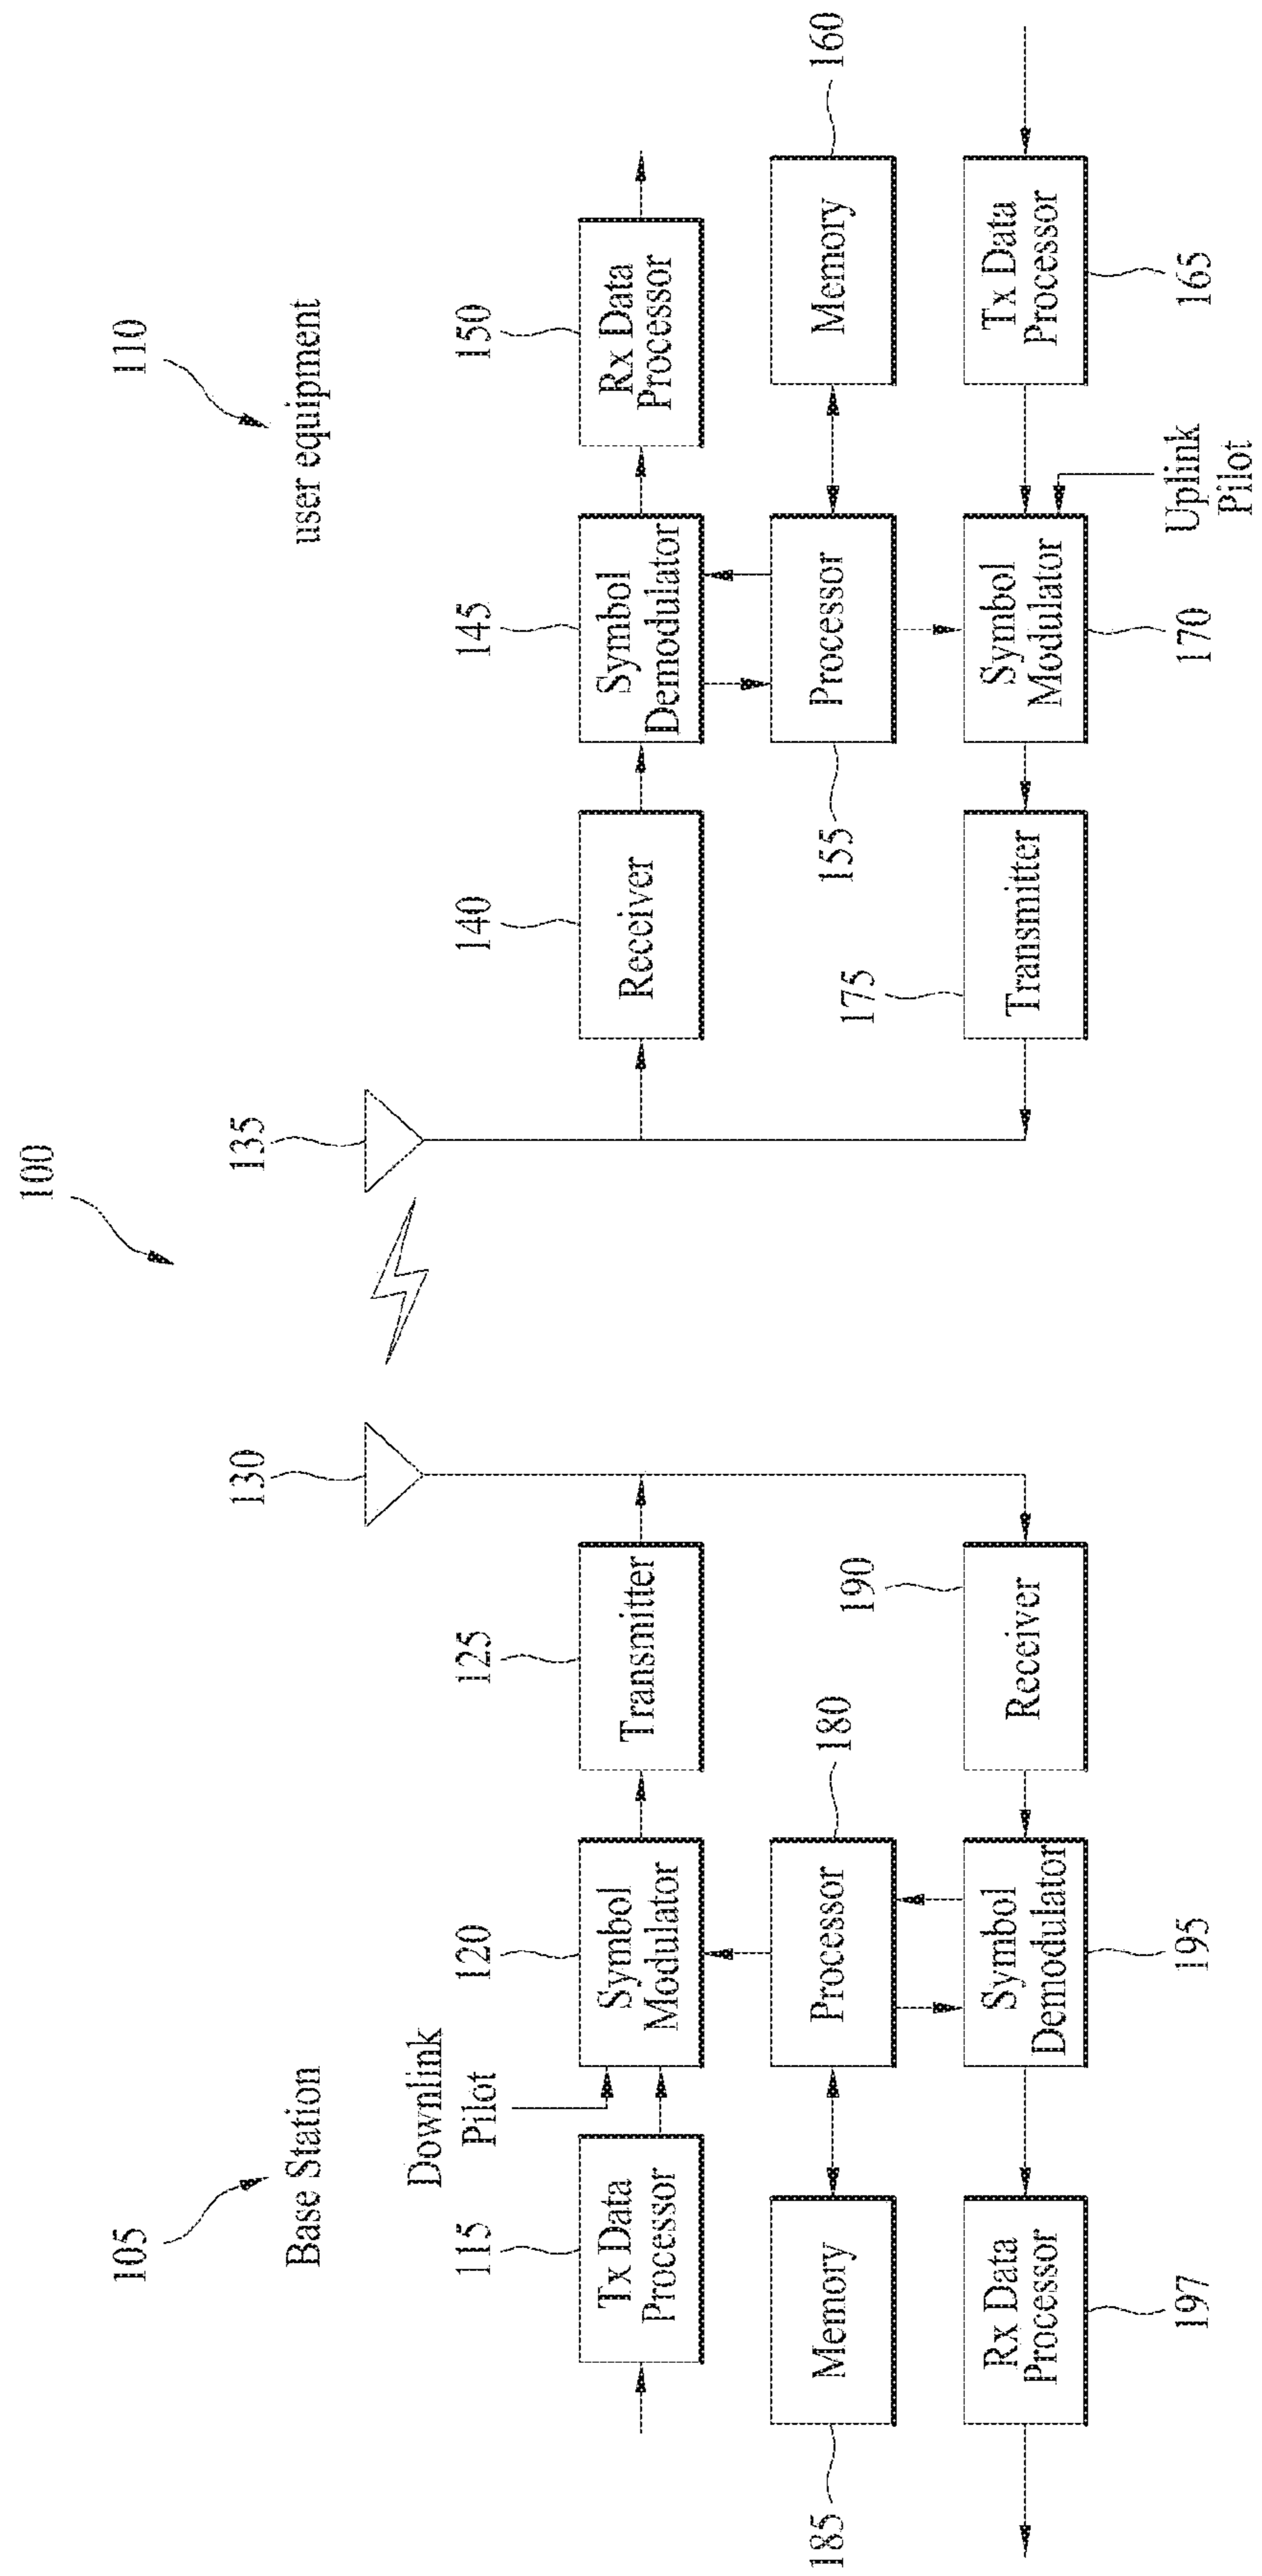 100
105
Base Station
110
user equipment
130
135
Downlink
Pilot
115
Tx Data
Processor
120
Symbol
Modulator
125
Transmitter
140
Receiver
145
Symbol
Demodulator
150
Rx Data
Processor
185
Memory
180
Processor
155
Processor
160
Memory
197
Rx Data
Processor
195
Symbol
Demodulator
190
Receiver
175
Transmitter
170
Symbol
Modulator
165
Tx Data
Processor
Uplink
Pilot